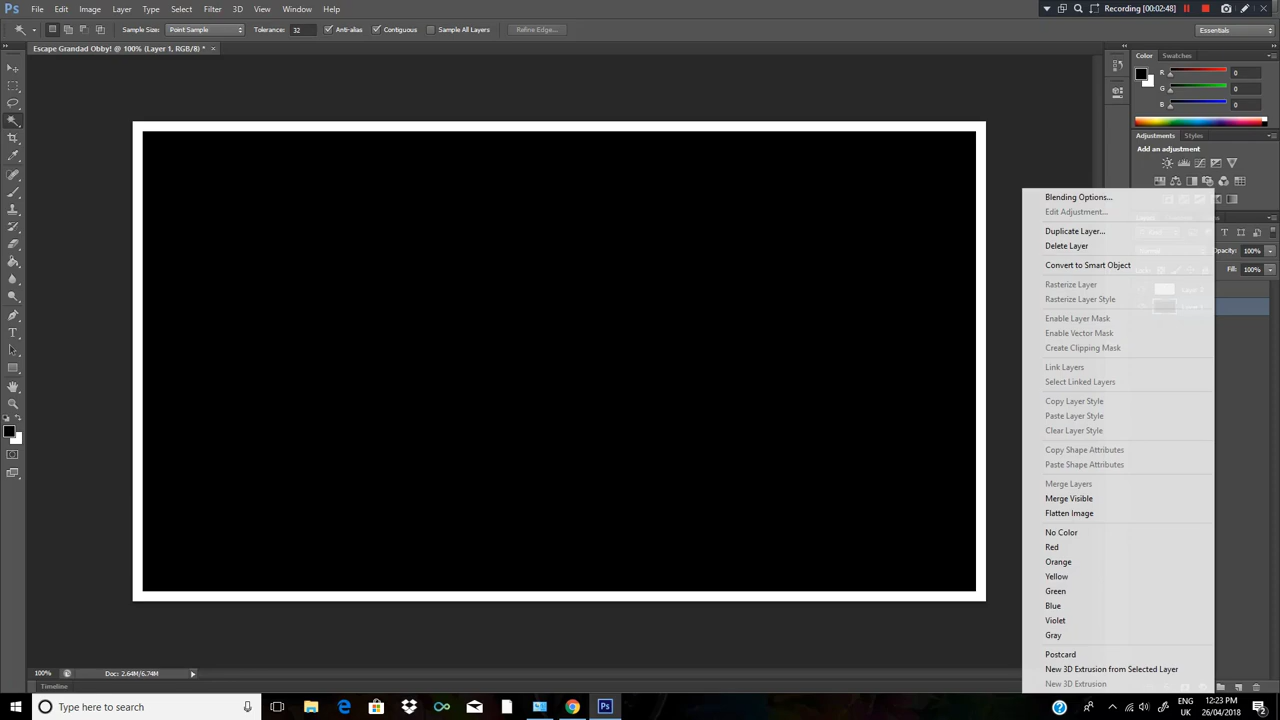 Ps File Edit Image Layer Type Select Filter 3D View Window Help
Recording [00:02:48]
Sample Size: Point Sample Tolerance: 32 Anti-alias Contiguous Sample All Layers Refine Edge... Essentials
Escape Grandad Obby! @ 100% (Layer 1, RGB/8) * ×
Color Swatches
R 0
G 0
B 0
Adjustments Styles
Add an adjustment
Blending Options...
Edit Adjustment...
Duplicate Layer...
Delete Layer
Opacity: 100%
Convert to Smart Object
Fill: 100%
Rasterize Layer
Rasterize Layer Style
Enable Layer Mask
Enable Vector Mask
Create Clipping Mask
Link Layers
Select Linked Layers
Copy Layer Style
Paste Layer Style
Clear Layer Style
Copy Shape Attributes
Paste Shape Attributes
Merge Layers
Merge Visible
Flatten Image
No Color
Red
Orange
Yellow
Green
Blue
Violet
Gray
Postcard
New 3D Extrusion from Selected Layer
New 3D Extrusion
100% Doc: 2.64M/6.74M
Timeline
Type here to search
Ps
ENG
UK
12:23 PM
26/04/2018
2